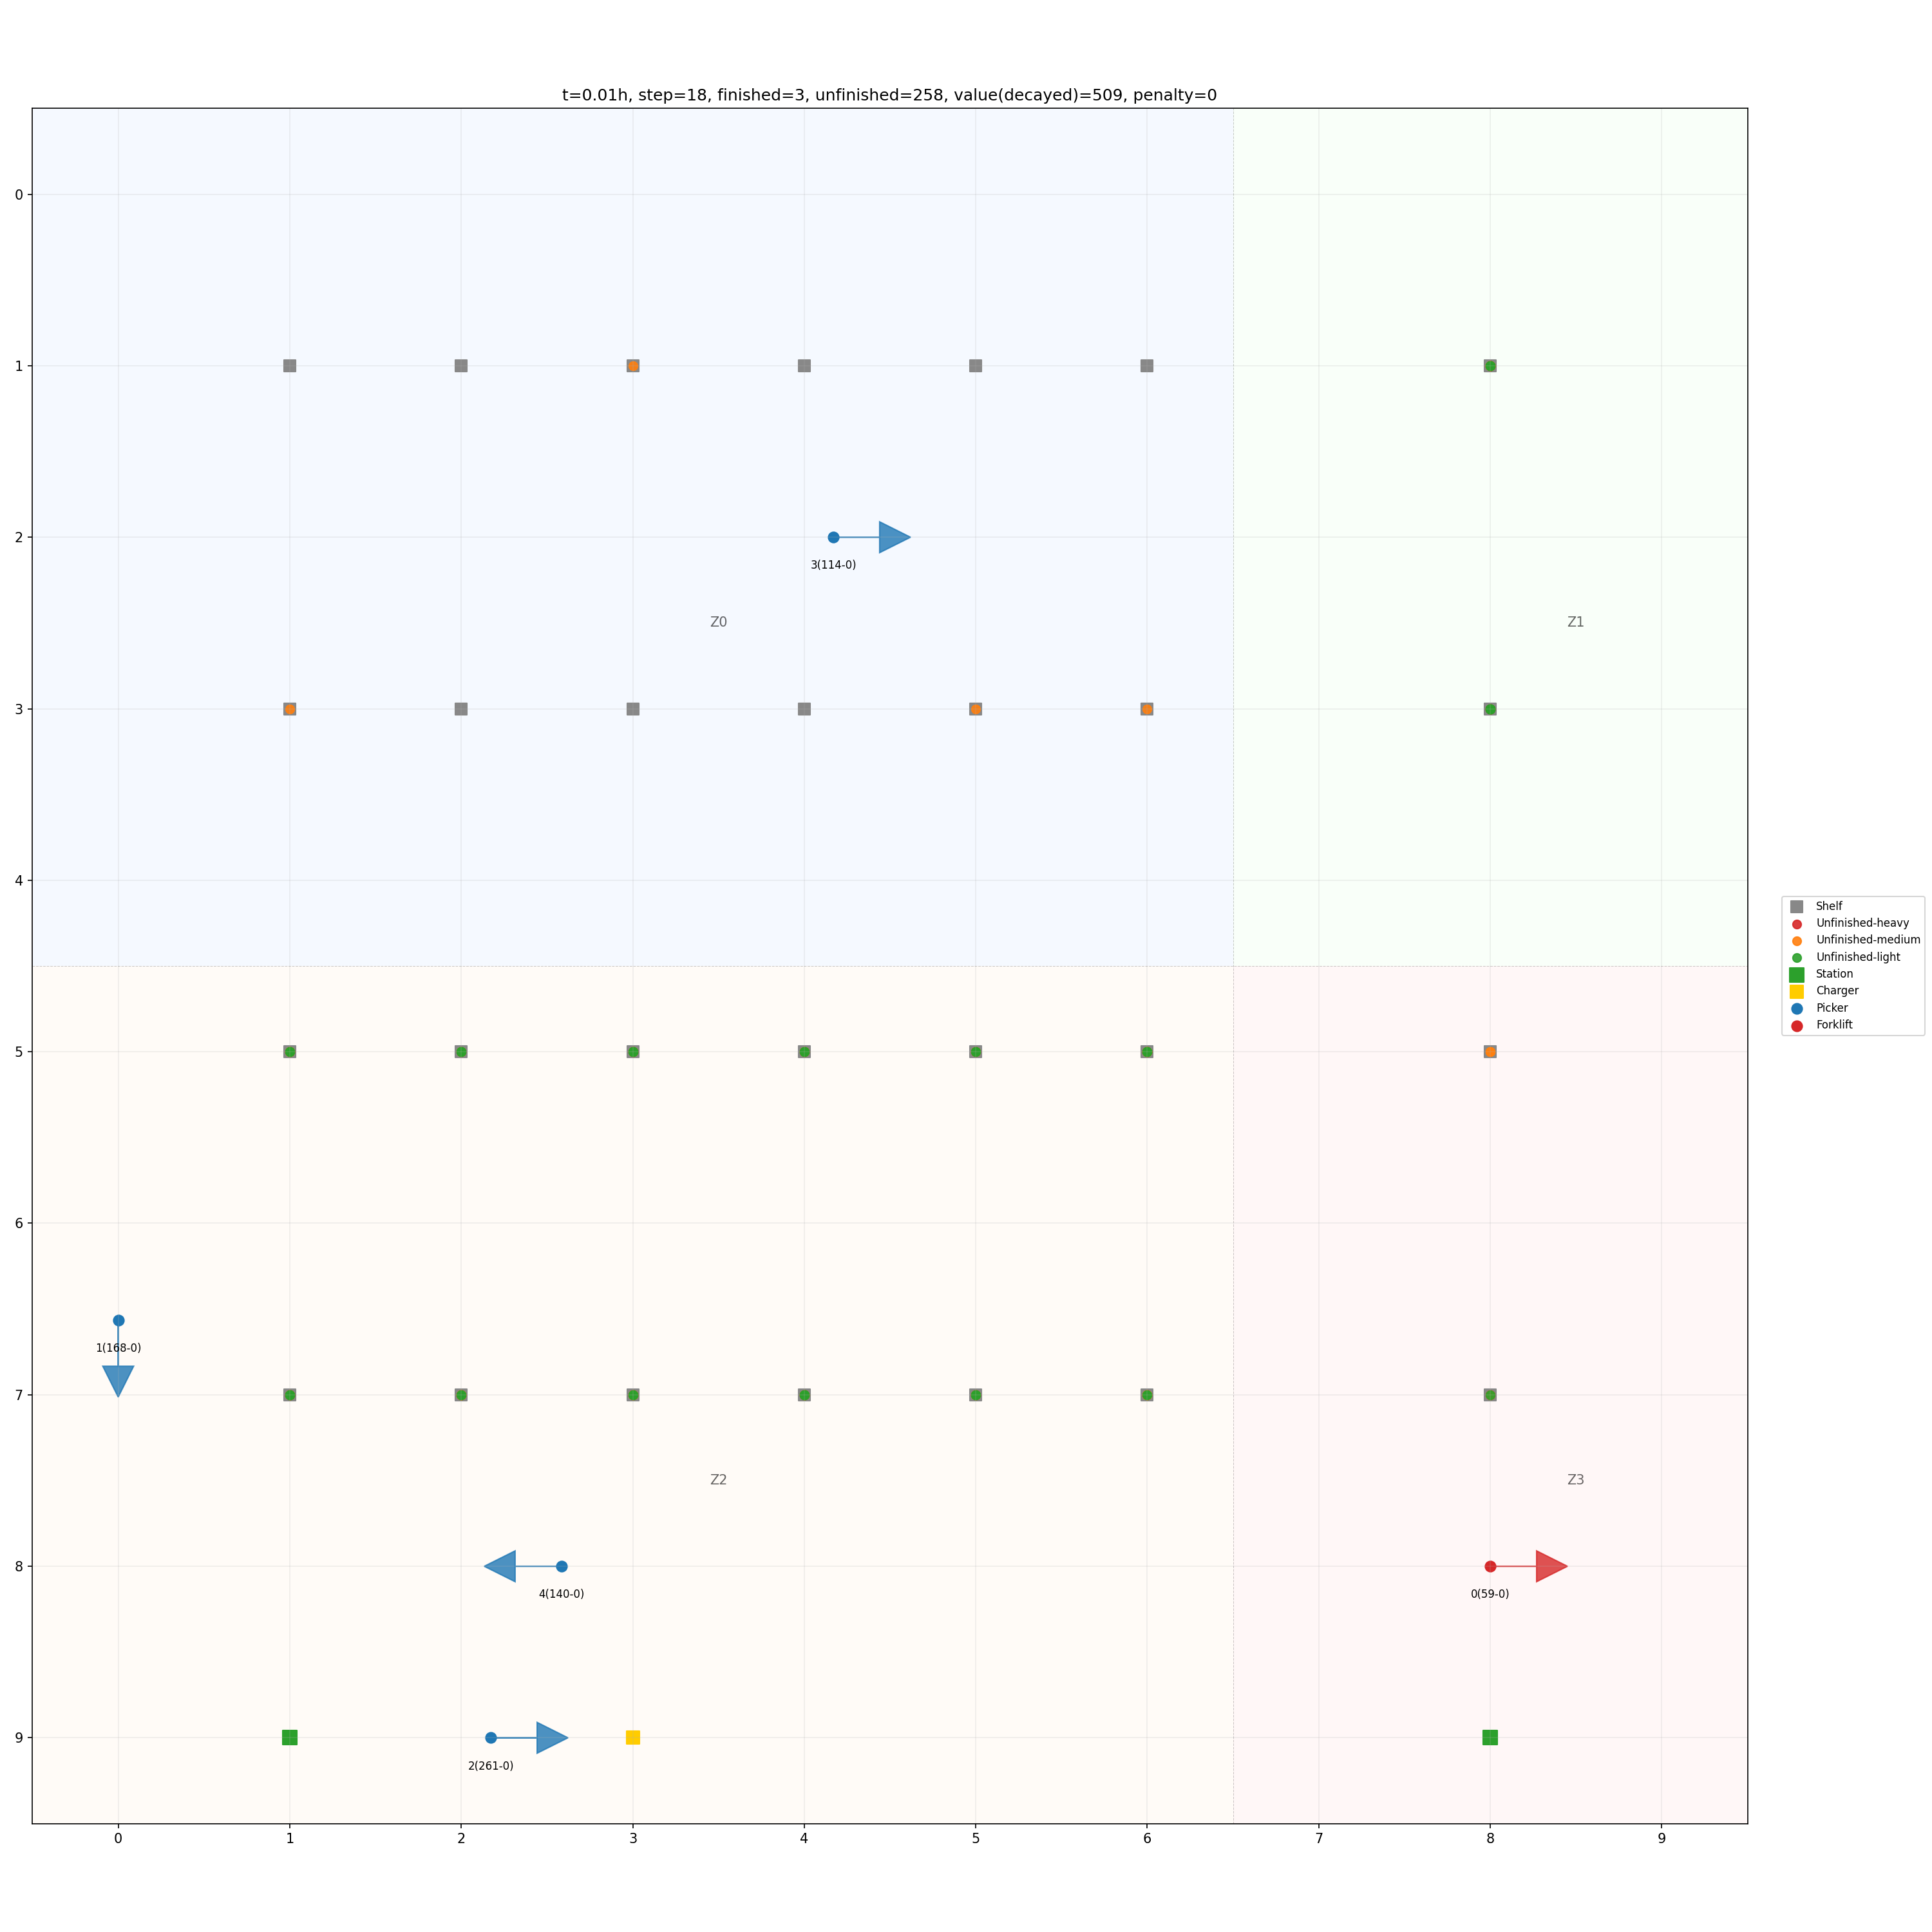 t=0.01h, step=18, finished=3, unfinished=258, value(decayed)=509, penalty=0
0
1
2
3(114-0)
Z0
Z1
3
4
Shelf
Unfinished-heavy
Unfinished-medium
Unfinished-light
Station
Charger
Picker
Forklift
5
6
1(168-0)
7
Z2
Z3
8
4(140-0)
0(59-0)
9
2(261-0)
0 1 2 3 4 5 6 7 8 9